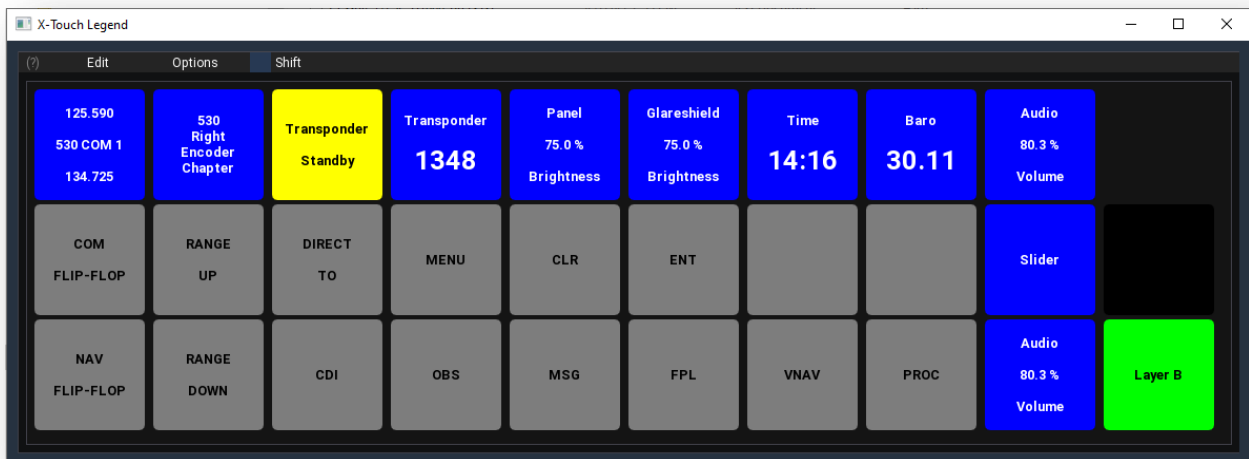 X-Touch Legend
(?) Edit Options Shift
125.590
530 COM 1
134.725
530
Right
Encoder
Chapter
Transponder
Standby
Transponder
1348
Panel
75.0 %
Brightness
Glareshield
75.0 %
Brightness
Time
14:16
Baro
30.11
Audio
80.3 %
Volume
COM
FLIP-FLOP
RANGE
UP
DIRECT
TO
MENU
CLR
ENT
Slider
NAV
FLIP-FLOP
RANGE
DOWN
CDI
OBS
MSG
FPL
VNAV
PROC
Audio
80.3 %
Volume
Layer B